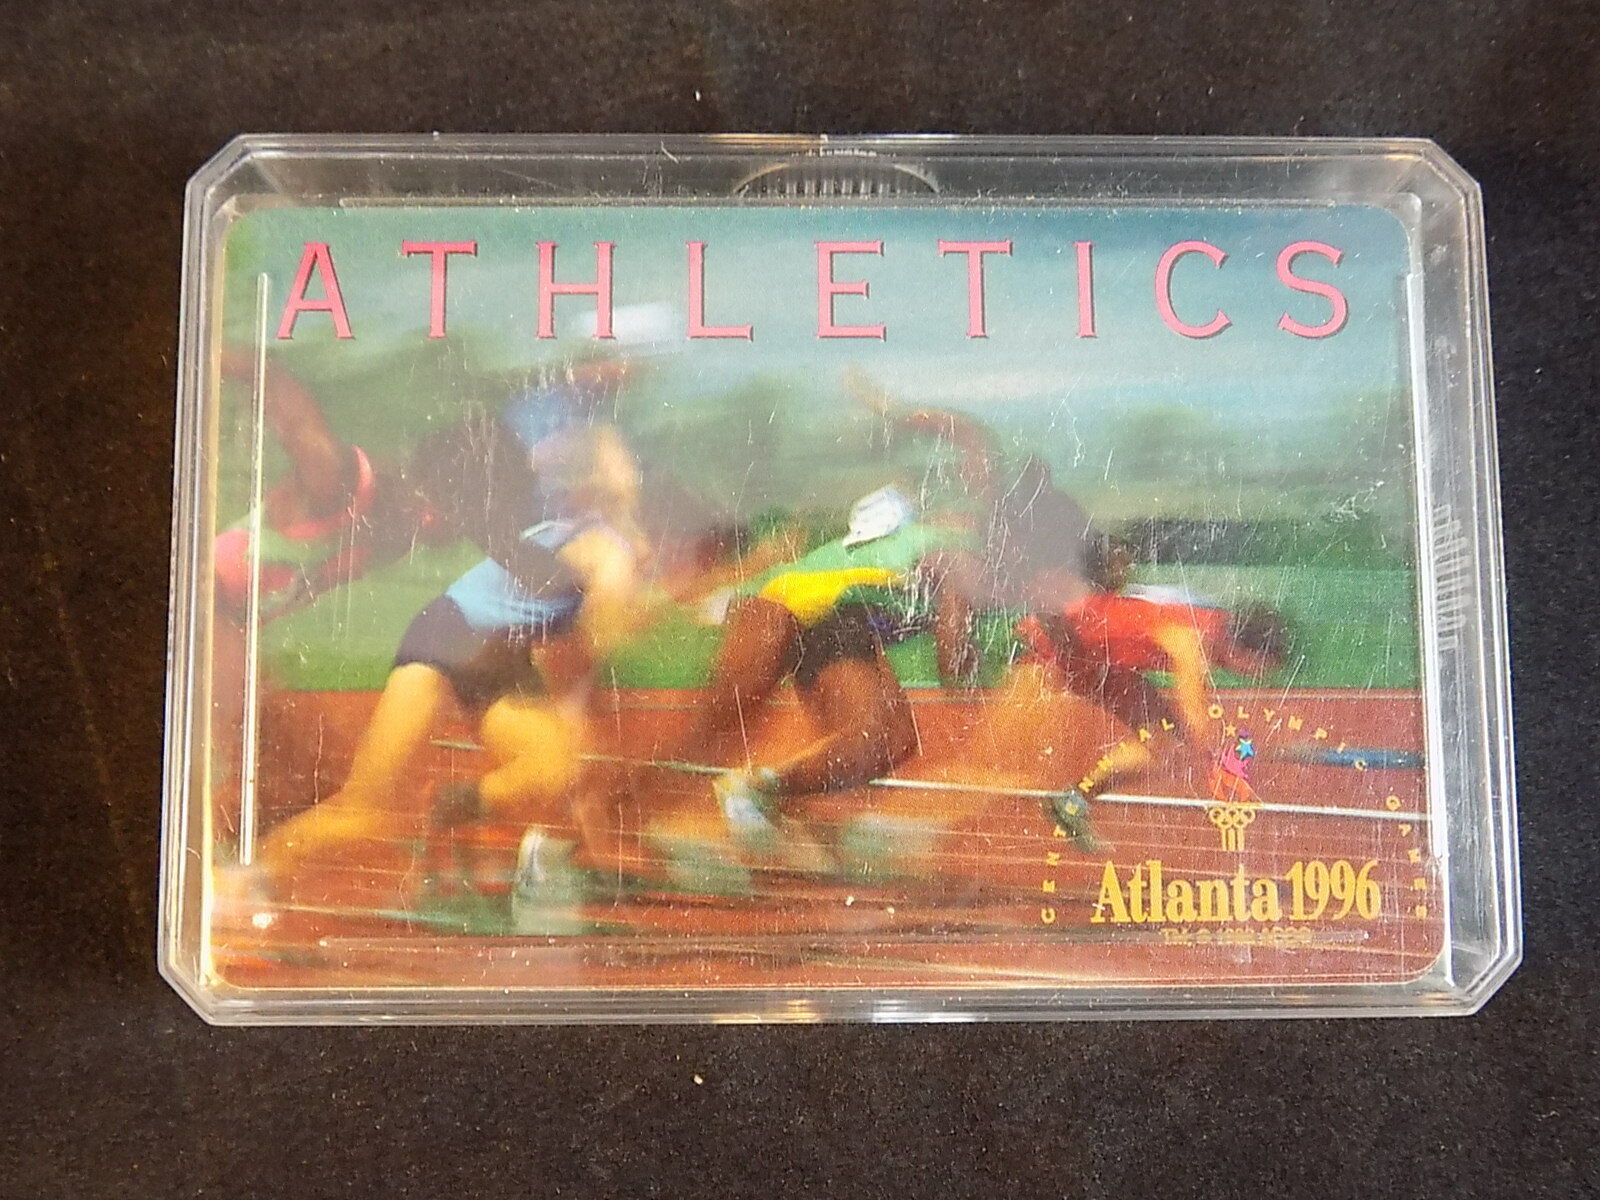 ATHLETICS
CENTENNIAL OLYMPIC GAMES
Atlanta 1996